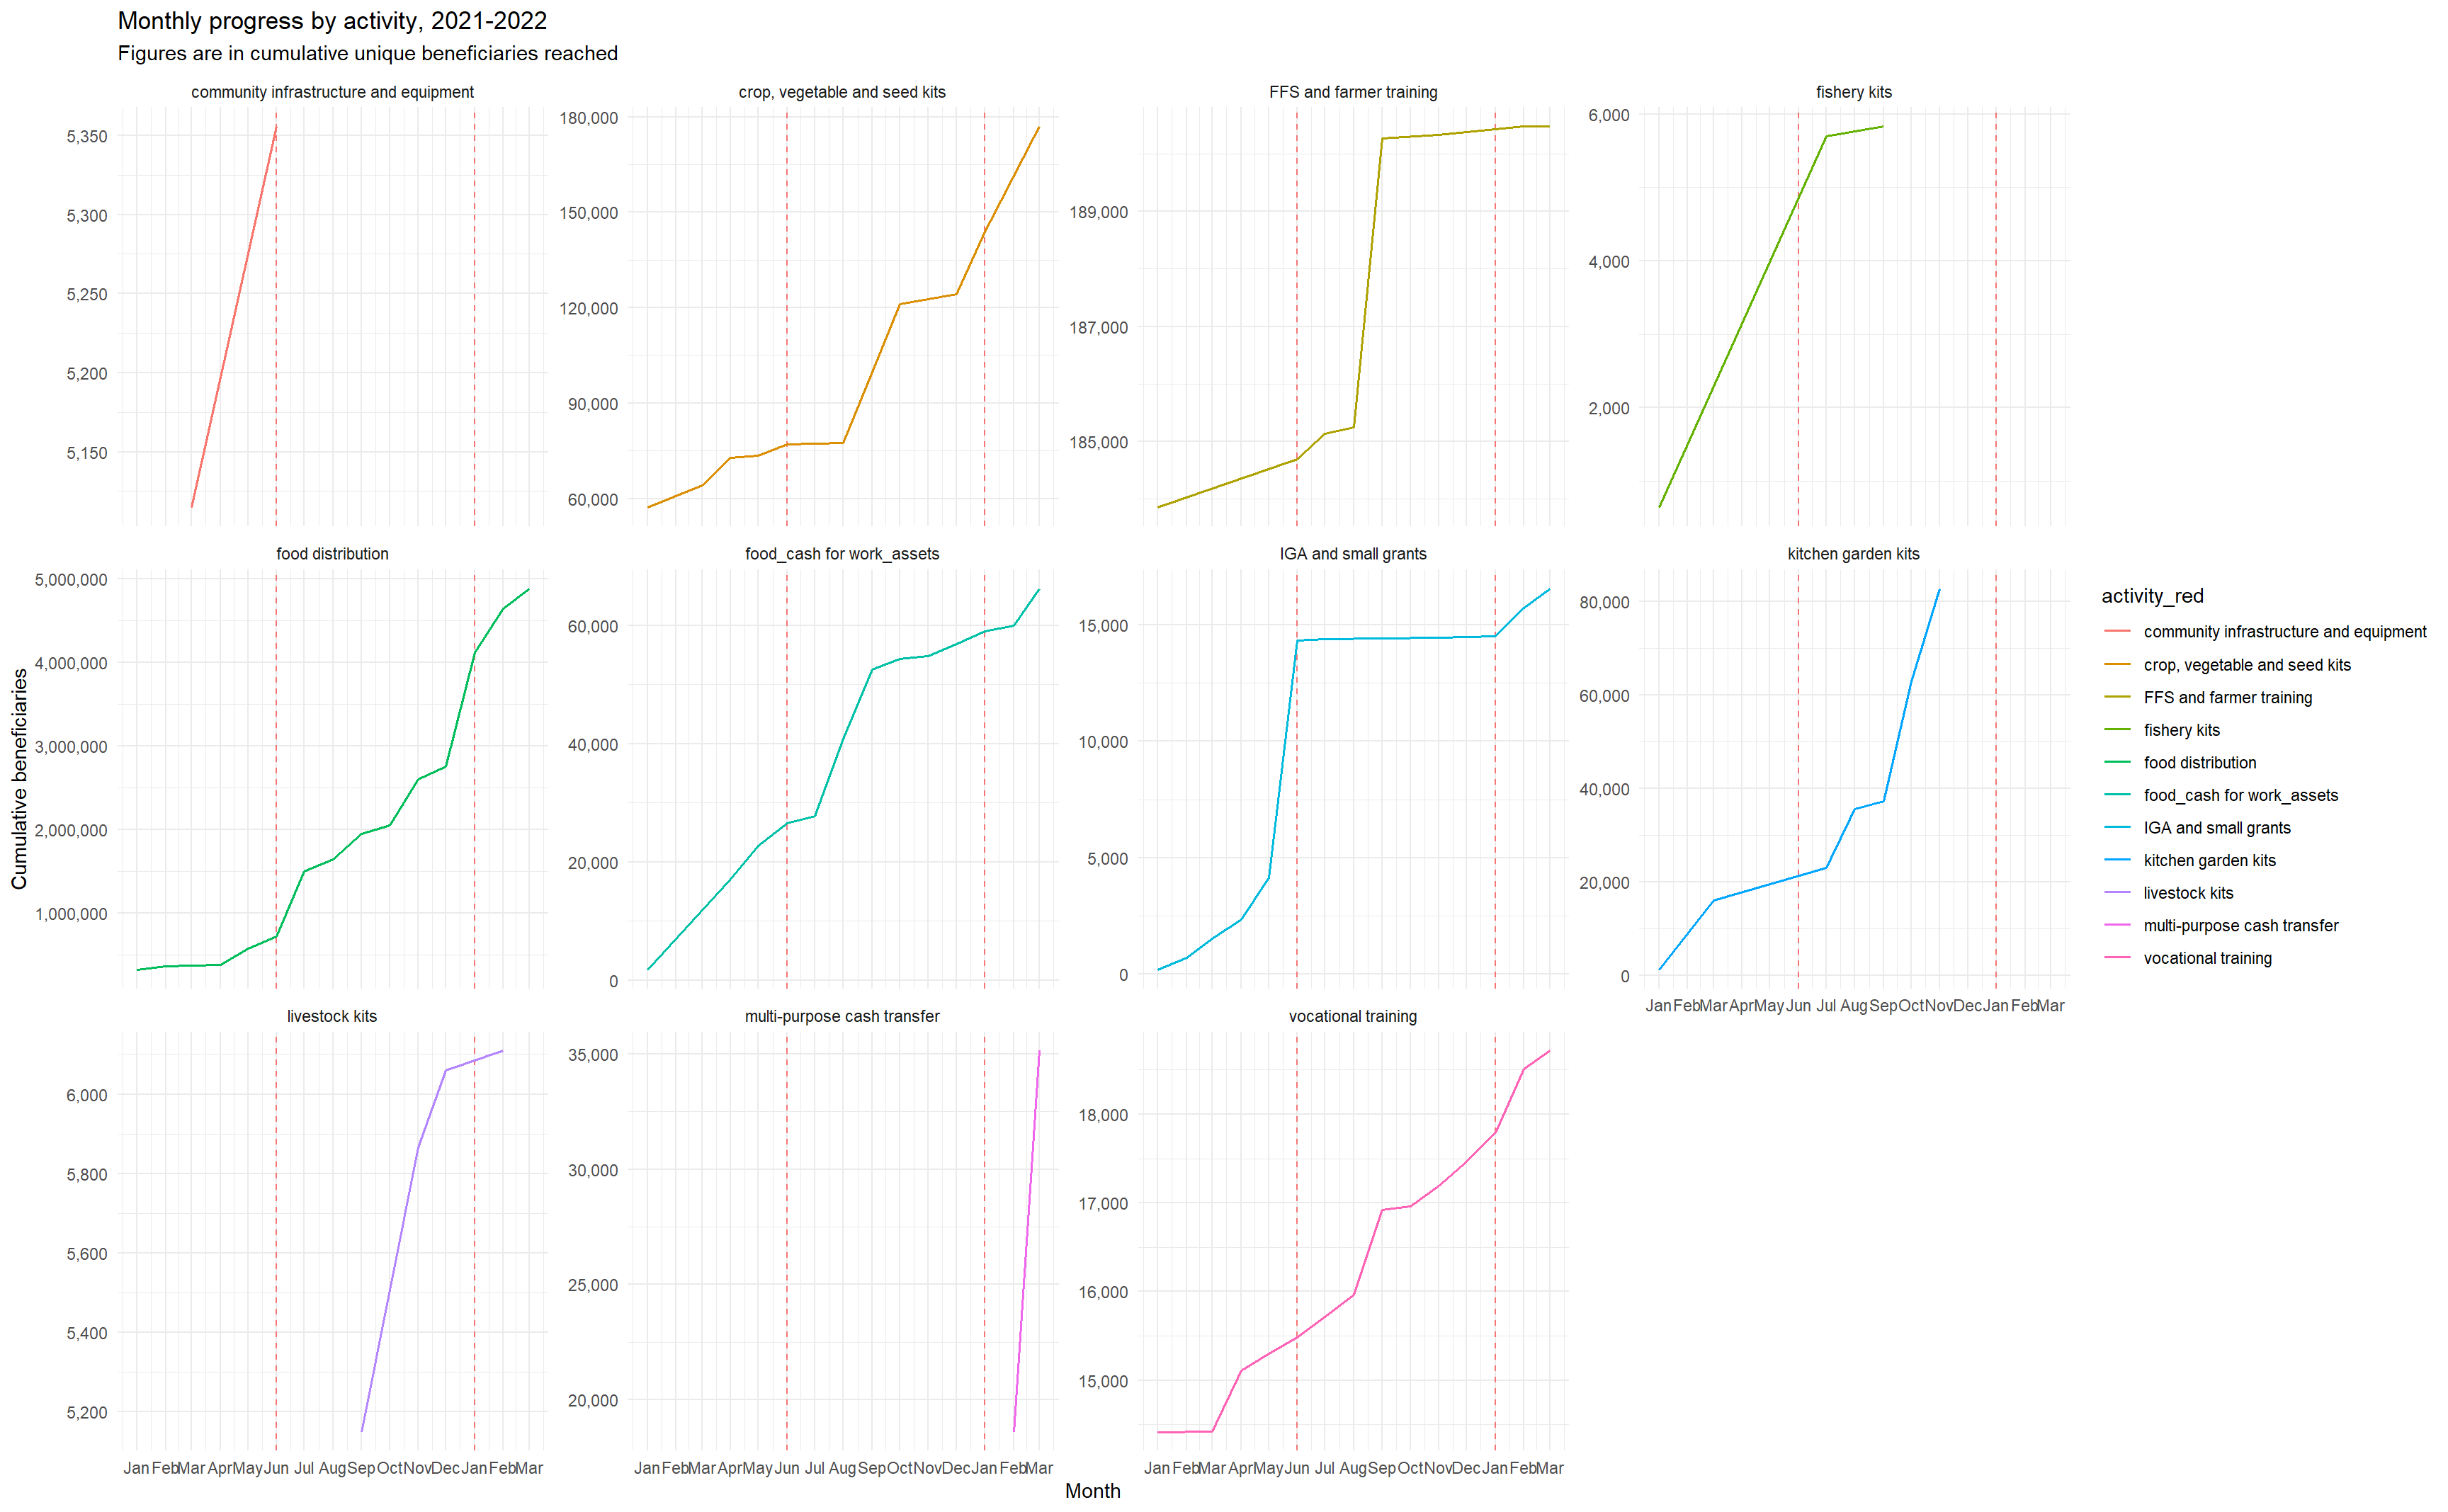 Monthly progress by activity, 2021-2022
Figures are in cumulative unique beneficiaries reached
community infrastructure and equipment
5,350
5,300
5,250
5,200
5,150
crop, vegetable and seed kits
180,000
150,000
120,000
90,000
60,000
FFS and farmer training
189,000
187,000
185,000
fishery kits
6,000
4,000
2,000
Cumulative beneficiaries
food distribution
5,000,000
4,000,000
3,000,000
2,000,000
1,000,000
food_cash for work_assets
60,000
40,000
20,000
0
IGA and small grants
15,000
10,000
5,000
0
kitchen garden kits
80,000
60,000
40,000
20,000
0
Jan Feb Mar Apr May Jun Jul Aug Sep Oct Nov Dec Jan Feb Mar
livestock kits
6,000
5,800
5,600
5,400
5,200
Jan Feb Mar Apr May Jun Jul Aug Sep Oct Nov Dec Jan Feb Mar
multi-purpose cash transfer
35,000
30,000
25,000
20,000
Jan Feb Mar Apr May Jun Jul Aug Sep Oct Nov Dec Jan Feb Mar
vocational training
18,000
17,000
16,000
15,000
Jan Feb Mar Apr May Jun Jul Aug Sep Oct Nov Dec Jan Feb Mar
Month
activity_red
community infrastructure and equipment
crop, vegetable and seed kits
FFS and farmer training
fishery kits
food distribution
food_cash for work_assets
IGA and small grants
kitchen garden kits
livestock kits
multi-purpose cash transfer
vocational training